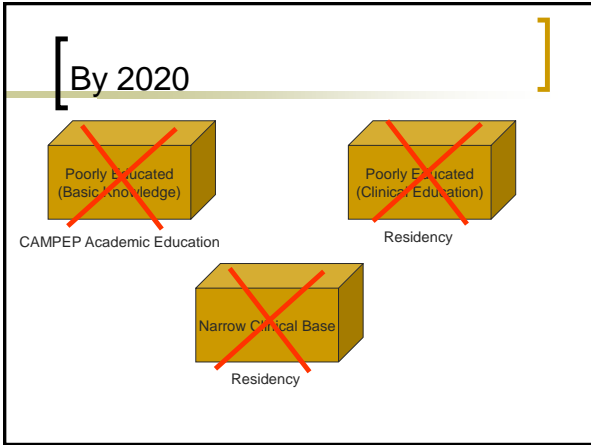 By 2020
Poorly Educated
(Basic Knowledge)
CAMPEP Academic Education
Poorly Educated
(Clinical Education)
Residency
Narrow Clinical Base
Residency